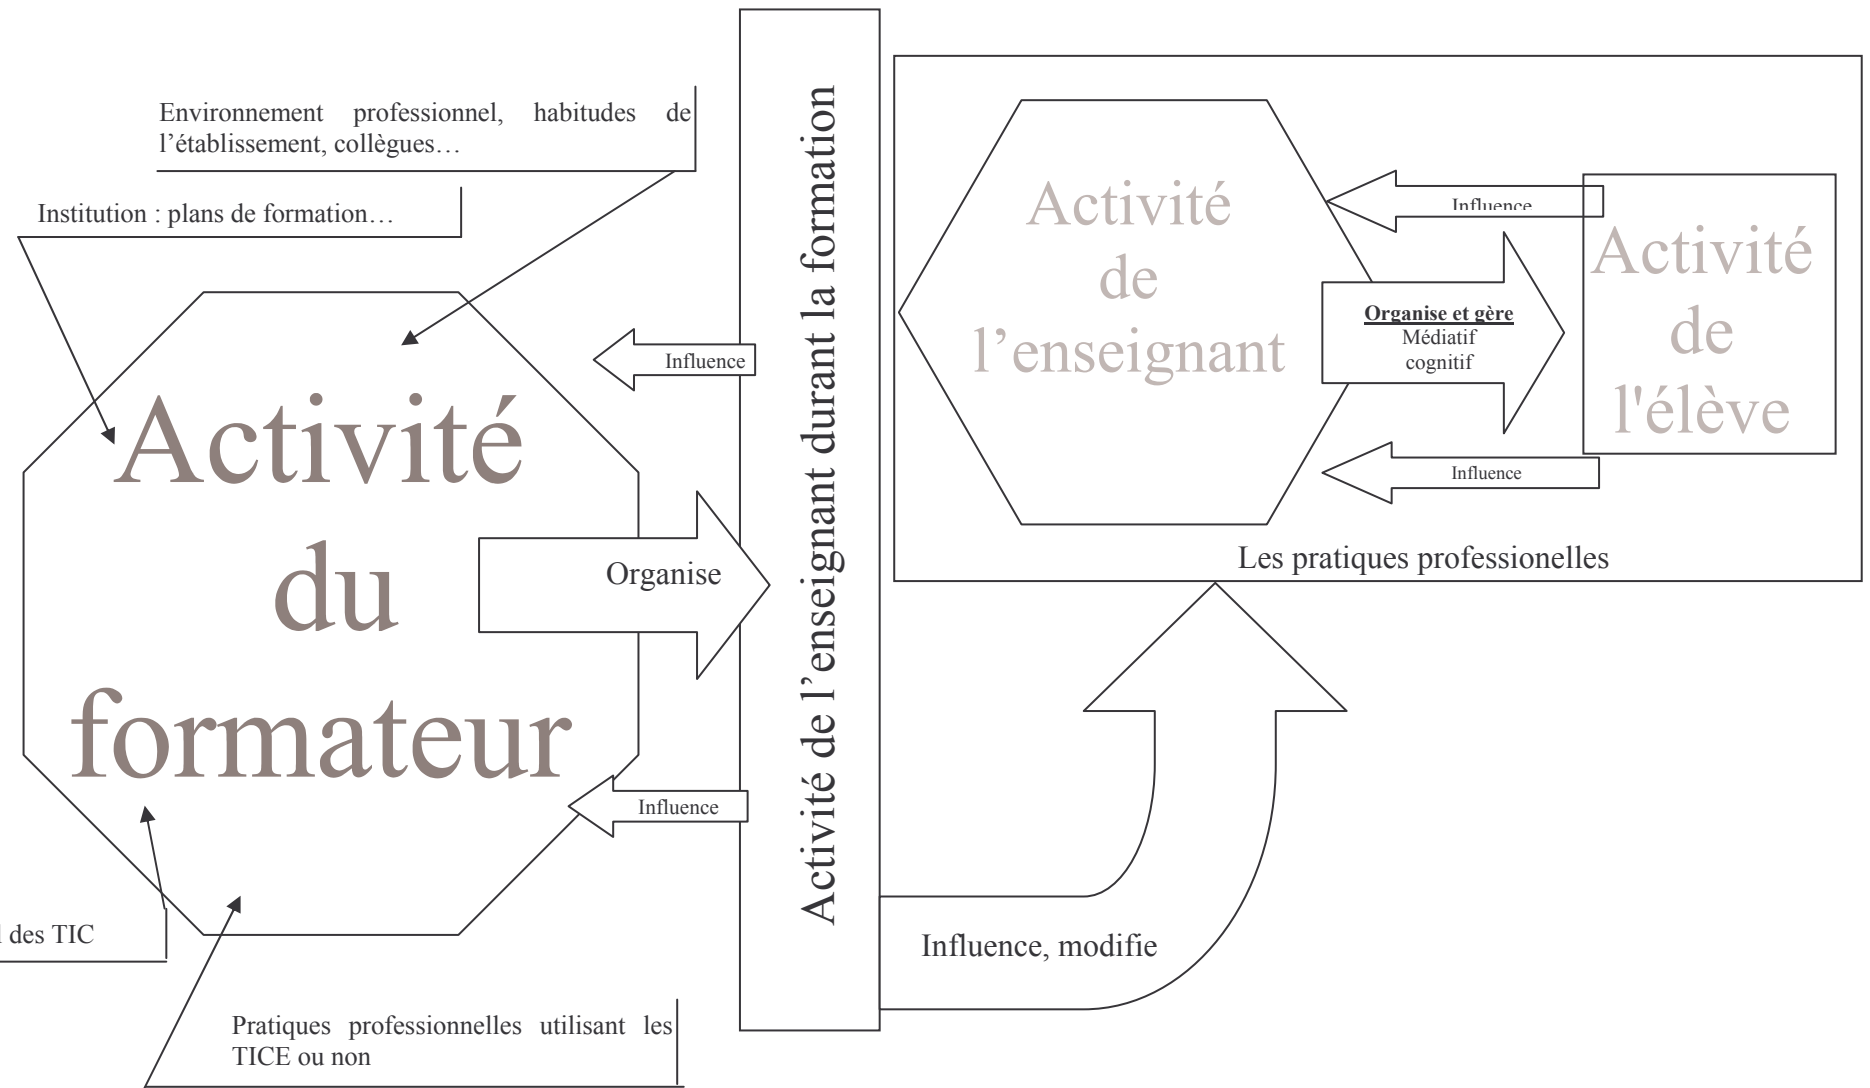 Environnement professionnel, habitudes de
l’établissement, collègues…
Institution : plans de formation…
Activité
du
formateur
Influence
Organise
Influence
des TIC
Pratiques professionnelles utilisant les
TICE ou non
Activité de l’enseignant durant la formation
Activité
de
l’enseignant
Influence
Organise et gère
Médiatif
cognitif
Influence
Activité
de
l'élève
Les pratiques professionelles
Influence, modifie